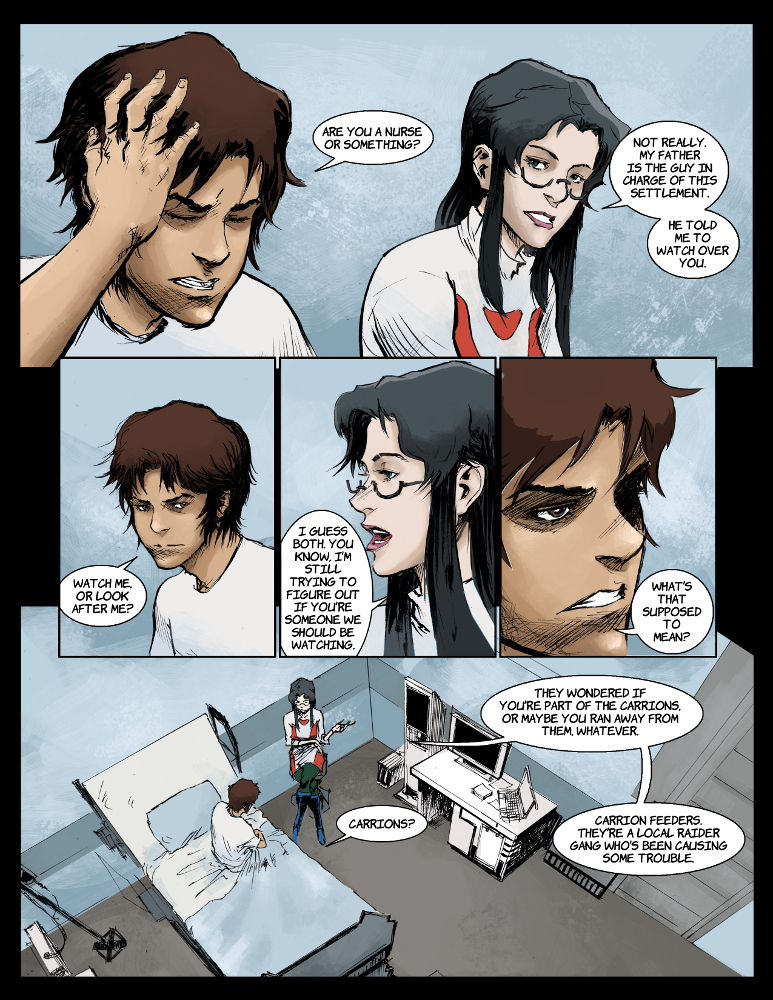 ARE YOU A NURSE
OR SOMETHING?
NOT REALLY.
MY FATHER
IS THE GUY IN
CHARGE OF THIS
SETTLEMENT.
HE TOLD
ME TO
WATCH OVER
YOU.
WATCH ME,
OR LOOK
AFTER ME?
I GUESS
BOTH. YOU
KNOW, I'M
STILL
TRYING TO
FIGURE OUT
IF YOU'RE
SOMEONE WE
SHOULD BE
WATCHING.
WHAT'S
THAT
SUPPOSED
TO
MEAN?
THEY WONDERED IF
YOU'RE PART OF THE CARRIONS,
OR MAYBE YOU RAN AWAY FROM
THEM, WHATEVER.
CARRIONS?
CARRION FEEDERS.
THEY'RE A LOCAL RAIDER
GANG WHO'S BEEN CAUSING
SOME TROUBLE.